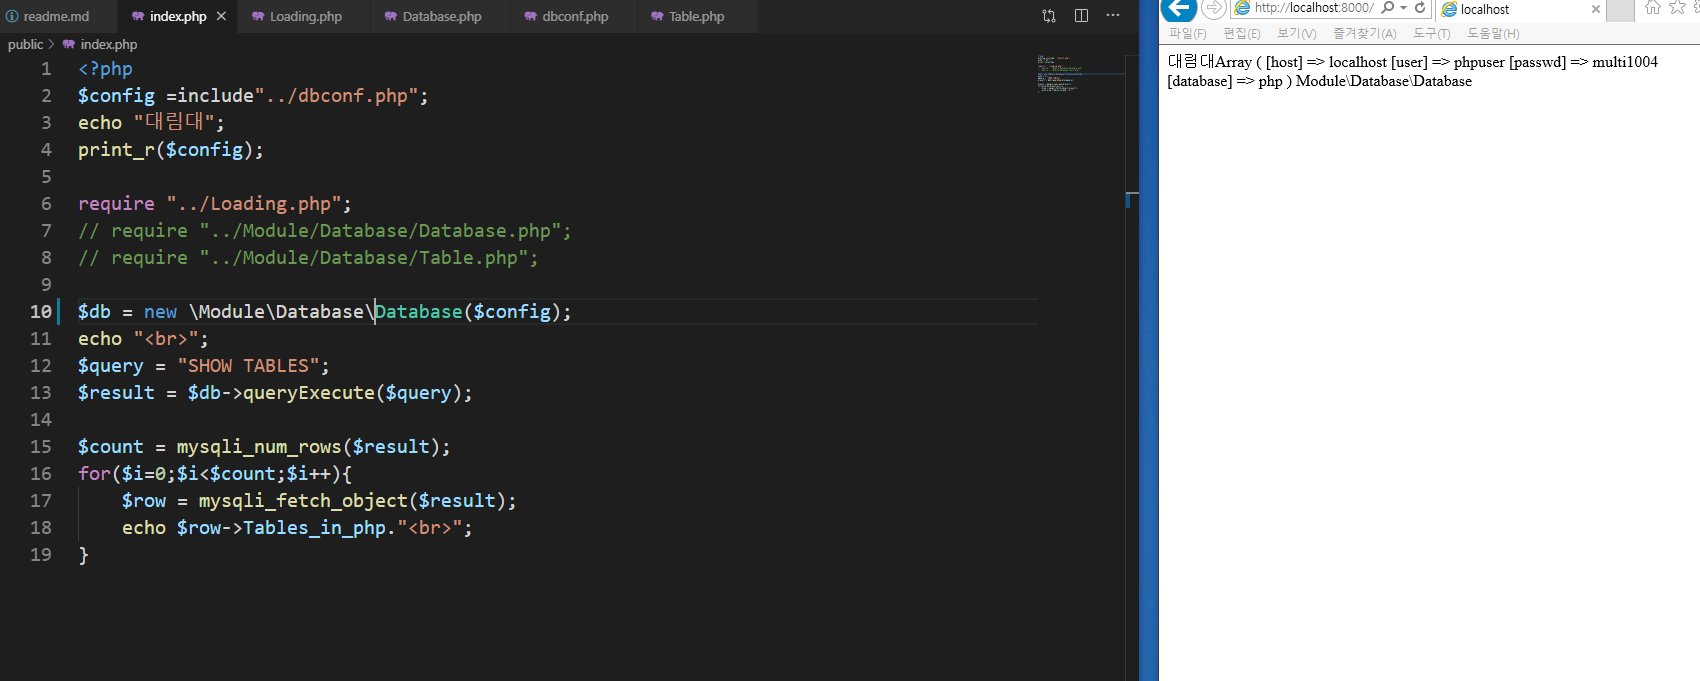 readme.md index.php Loading.php Database.php dbconf.php Table.php
public > index.php
1 <?php
2 $config =include"../dbconf.php";
3 echo "대림대";
4 print_r($config);
5
6 require "../Loading.php";
7 // require "../Module/Database/Database.php";
8 // require "../Module/Database/Table.php";
9
10 $db = new \Module\Database\Database($config);
11 echo "<br>";
12 $query = "SHOW TABLES";
13 $result = $db->queryExecute($query);
14
15 $count = mysqli_num_rows($result);
16 for($i=0;$i<$count;$i++){
17 $row = mysqli_fetch_object($result);
18 echo $row->Tables_in_php."<br>";
19 }
http://localhost:8000/ localhost
파일(F) 편집(E) 보기(V) 즐겨찾기(A) 도구(T) 도움말(H)
대림대Array ( [host] => localhost [user] => phpuser [passwd] => multi1004
[database] => php ) Module\Database\Database